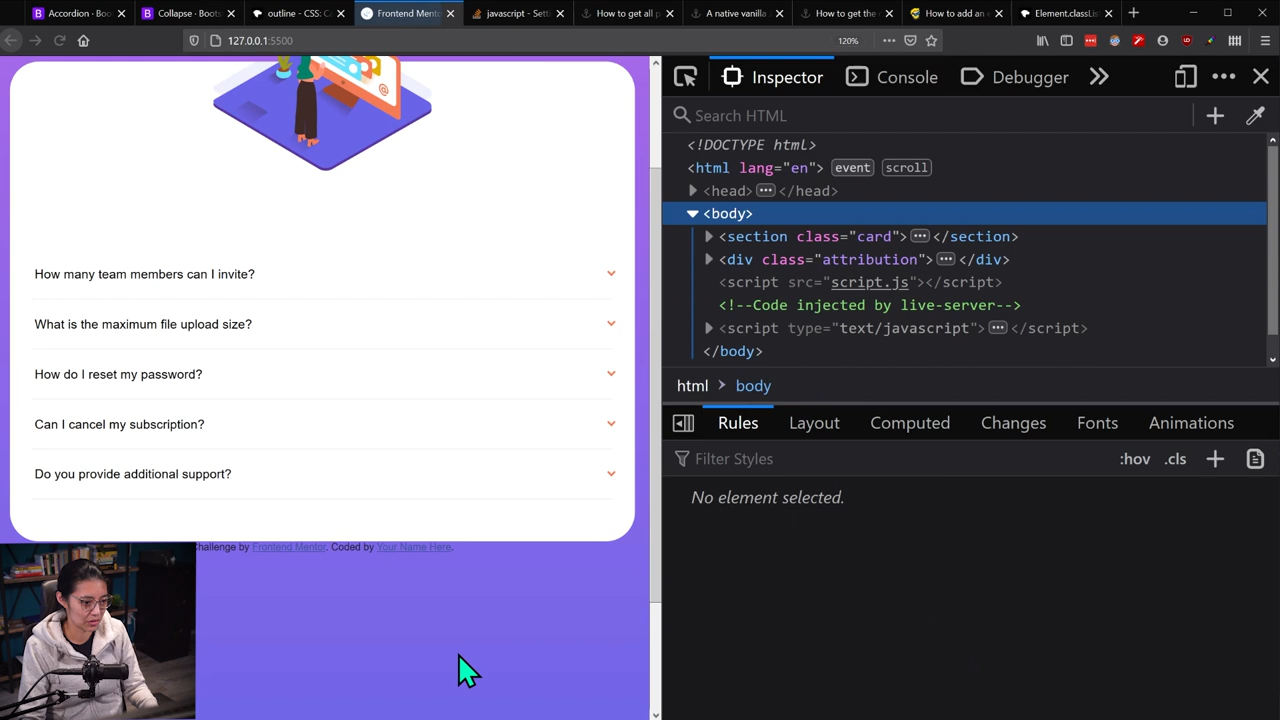 Accordion · Boots
Collapse · Boots
outline - CSS: Ca
Frontend Mento
javascript - Setti
How to get all p
A native vanilla
How to get the c
How to add an e
Element.classLis
127.0.0.1:5500
120%
How many team members can I invite?
What is the maximum file upload size?
How do I reset my password?
Can I cancel my subscription?
Do you provide additional support?
hallenge by Frontend Mentor. Coded by Your Name Here.
Inspector
Console
Debugger
Search HTML
<!DOCTYPE html>
<html lang="en"> event scroll
<head> ••• </head>
<body>
<section class="card"> ••• </section>
<div class="attribution"> ••• </div>
<script src="script.js"></script>
<!--Code injected by live-server-->
<script type="text/javascript"> ••• </script>
</body>
html > body
Rules Layout Computed Changes Fonts Animations
Filter Styles :hov .cls
No element selected.